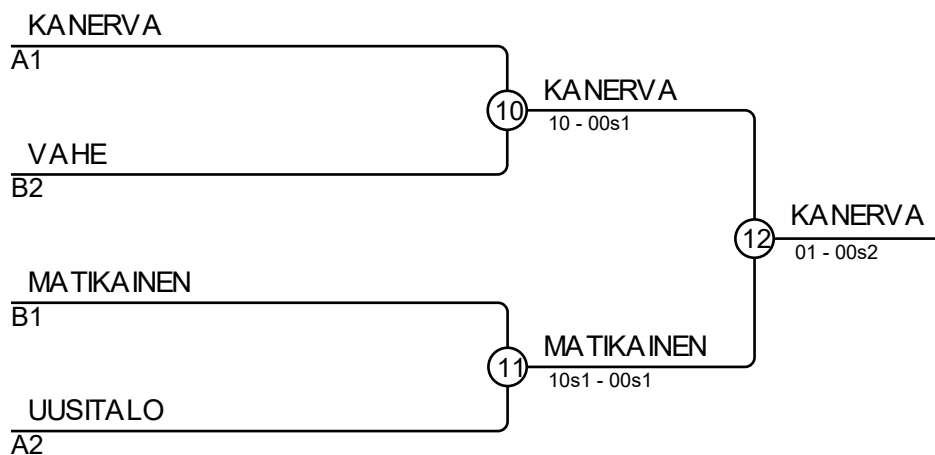 KANERVA
A1
10
KANERVA
10 - 00s1
VAHE
B2
12
KANERVA
01 - 00s2
MATIKAINEN
B1
11
MATIKAINEN
10s1 - 00s1
UUSITALO
A2